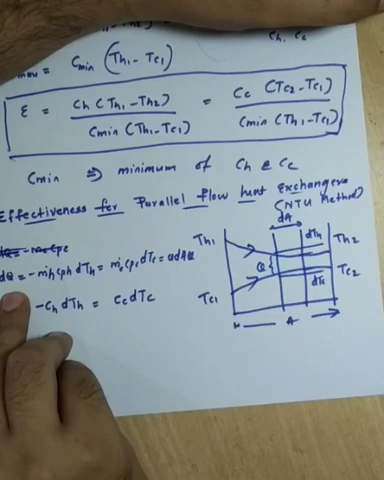 Ch, Cc
max = Cmin (Th1 - Tc1)
ε = Ch (Th1 - Th2) / Cmin (Th1 - Tc1) = Cc (Tc2 - Tc1) / Cmin (Th1 - Tc1)
Cmin ⇒ minimum of Ch & Cc
Effectiveness for Parallel flow heat Exchangers
(NTU Method)
dQ = -ṁh cph dTh = ṁc cpc dTc = U dA θ
-Ch dTh = Cc dTc
dA
Th1 dTh Th2
θ
Tc1 dTc Tc2
A